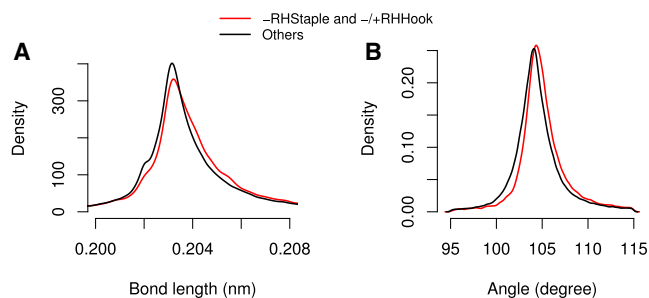 −RHStaple and −/+RHHook
Others
A
B
Density
300
100
0
0.200 0.204 0.208
Bond length (nm)
Density
0.20
0.10
0.00
95 100 105 110 115
Angle (degree)